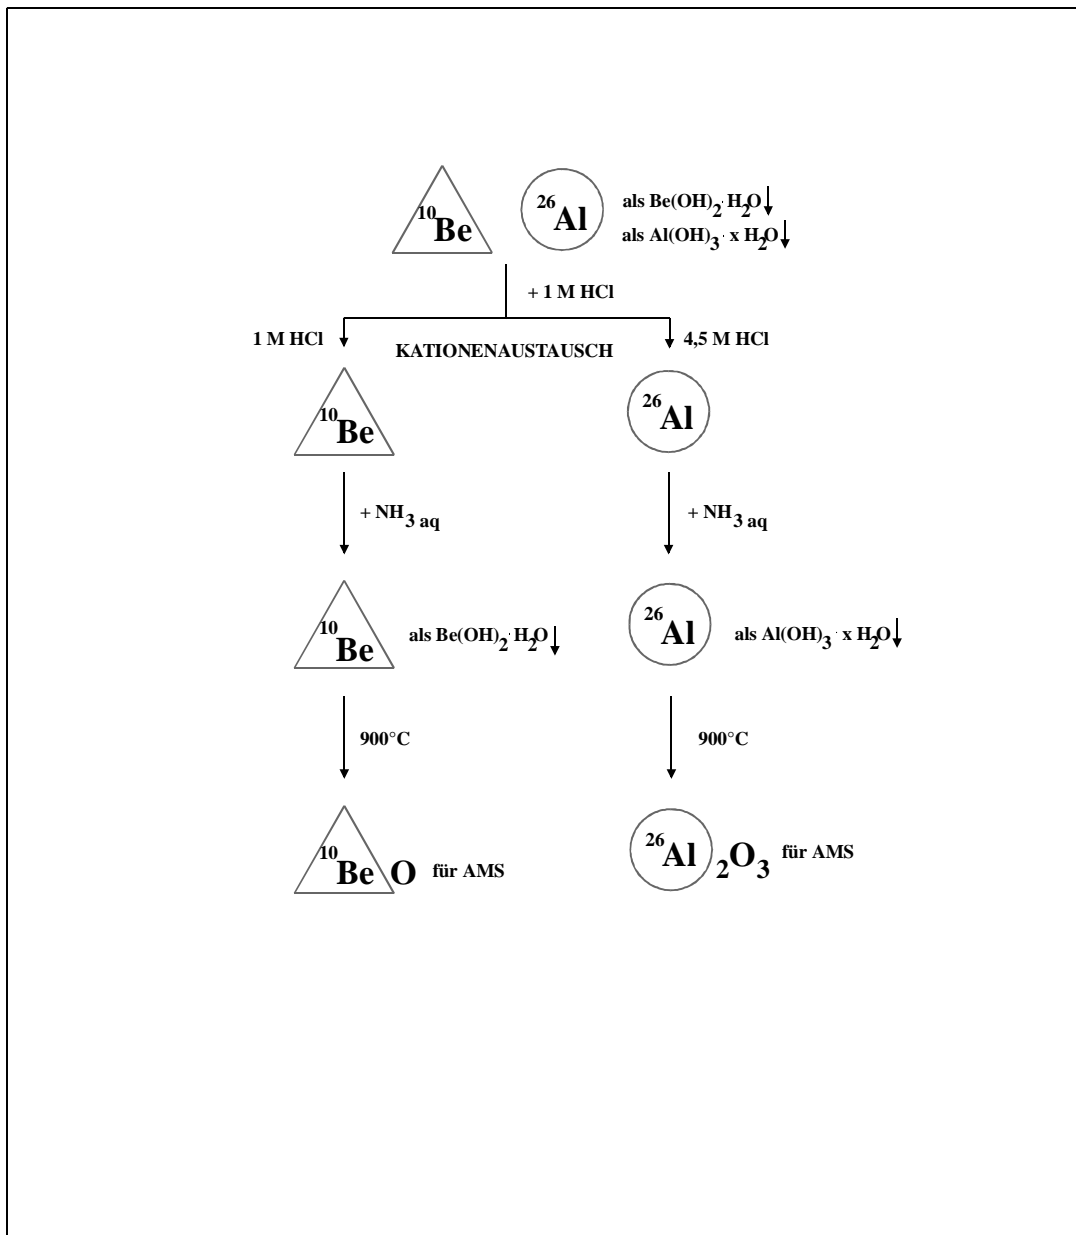 10Be 26Al als Be(OH)2 · H2O↓
als Al(OH)3 · x H2O↓
+ 1 M HCl
1 M HCl KATIONENAUSTAUSCH 4,5 M HCl
10Be 26Al
+ NH3 aq + NH3 aq
10Be als Be(OH)2 · H2O↓ 26Al als Al(OH)3 · x H2O↓
900°C 900°C
10BeO für AMS 26Al2O3 für AMS